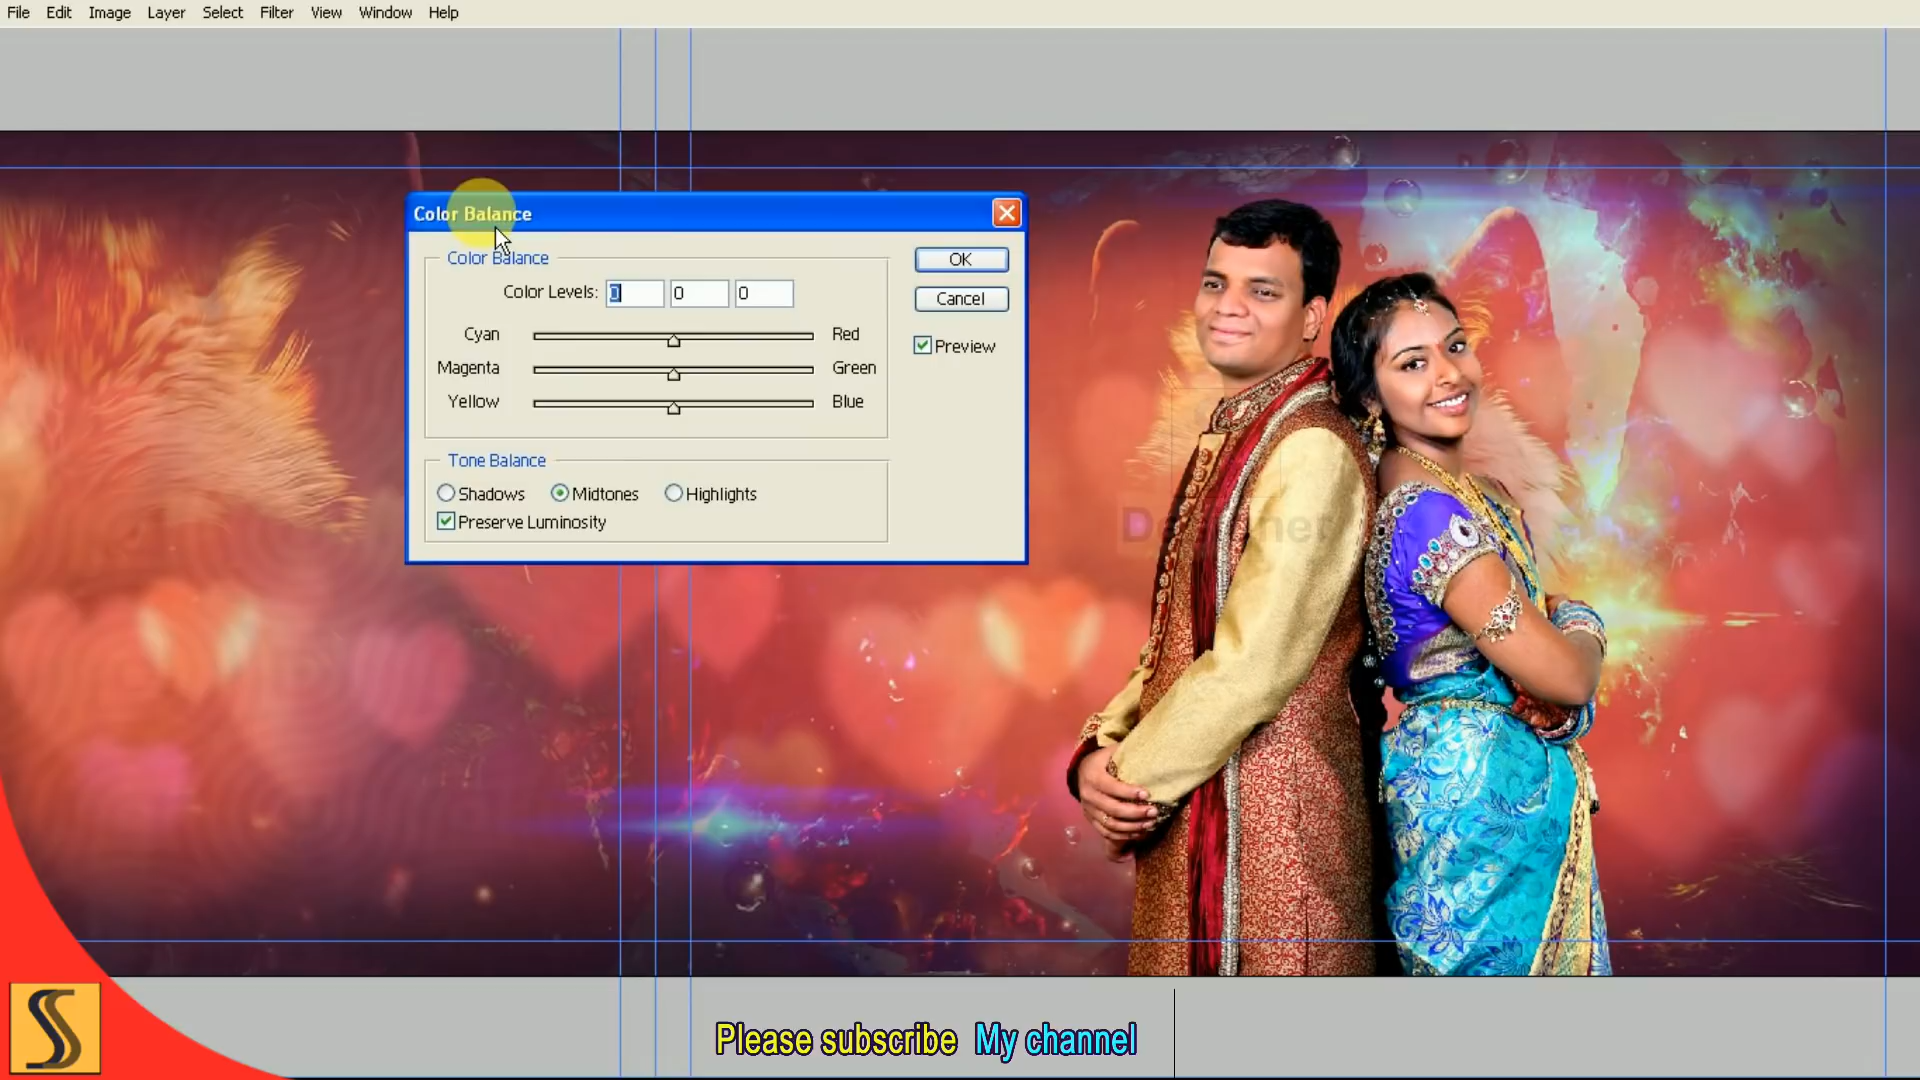 File Edit Image Layer Select Filter View Window Help
Color Balance
Color Balance
OK
Color Levels: 0 0 0
Cancel
Cyan Red
Preview
Magenta Green
Yellow Blue
Tone Balance
Shadows Midtones Highlights
Preserve Luminosity
Designer
Please subscribe My channel